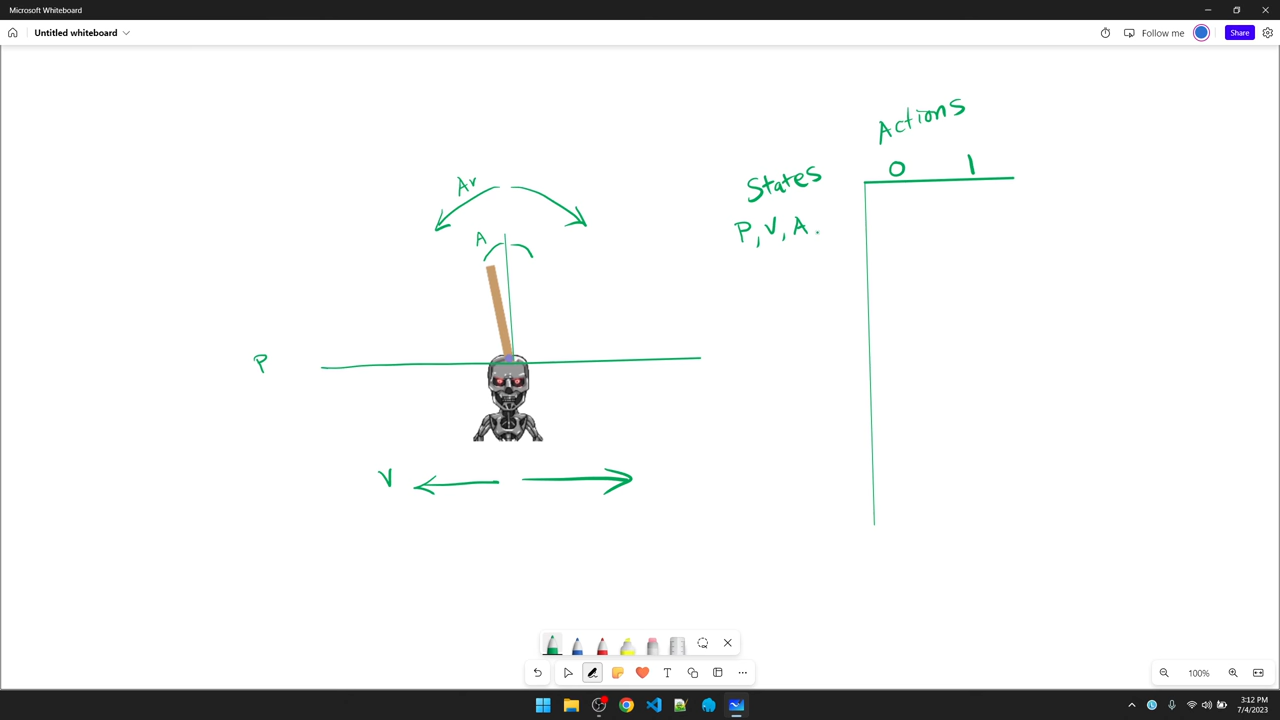 Microsoft Whiteboard
Untitled whiteboard
Follow me
Share
Actions
0 1
States
P, V, A.
Av
A
P
V
100%
3:12 PM
7/4/2023